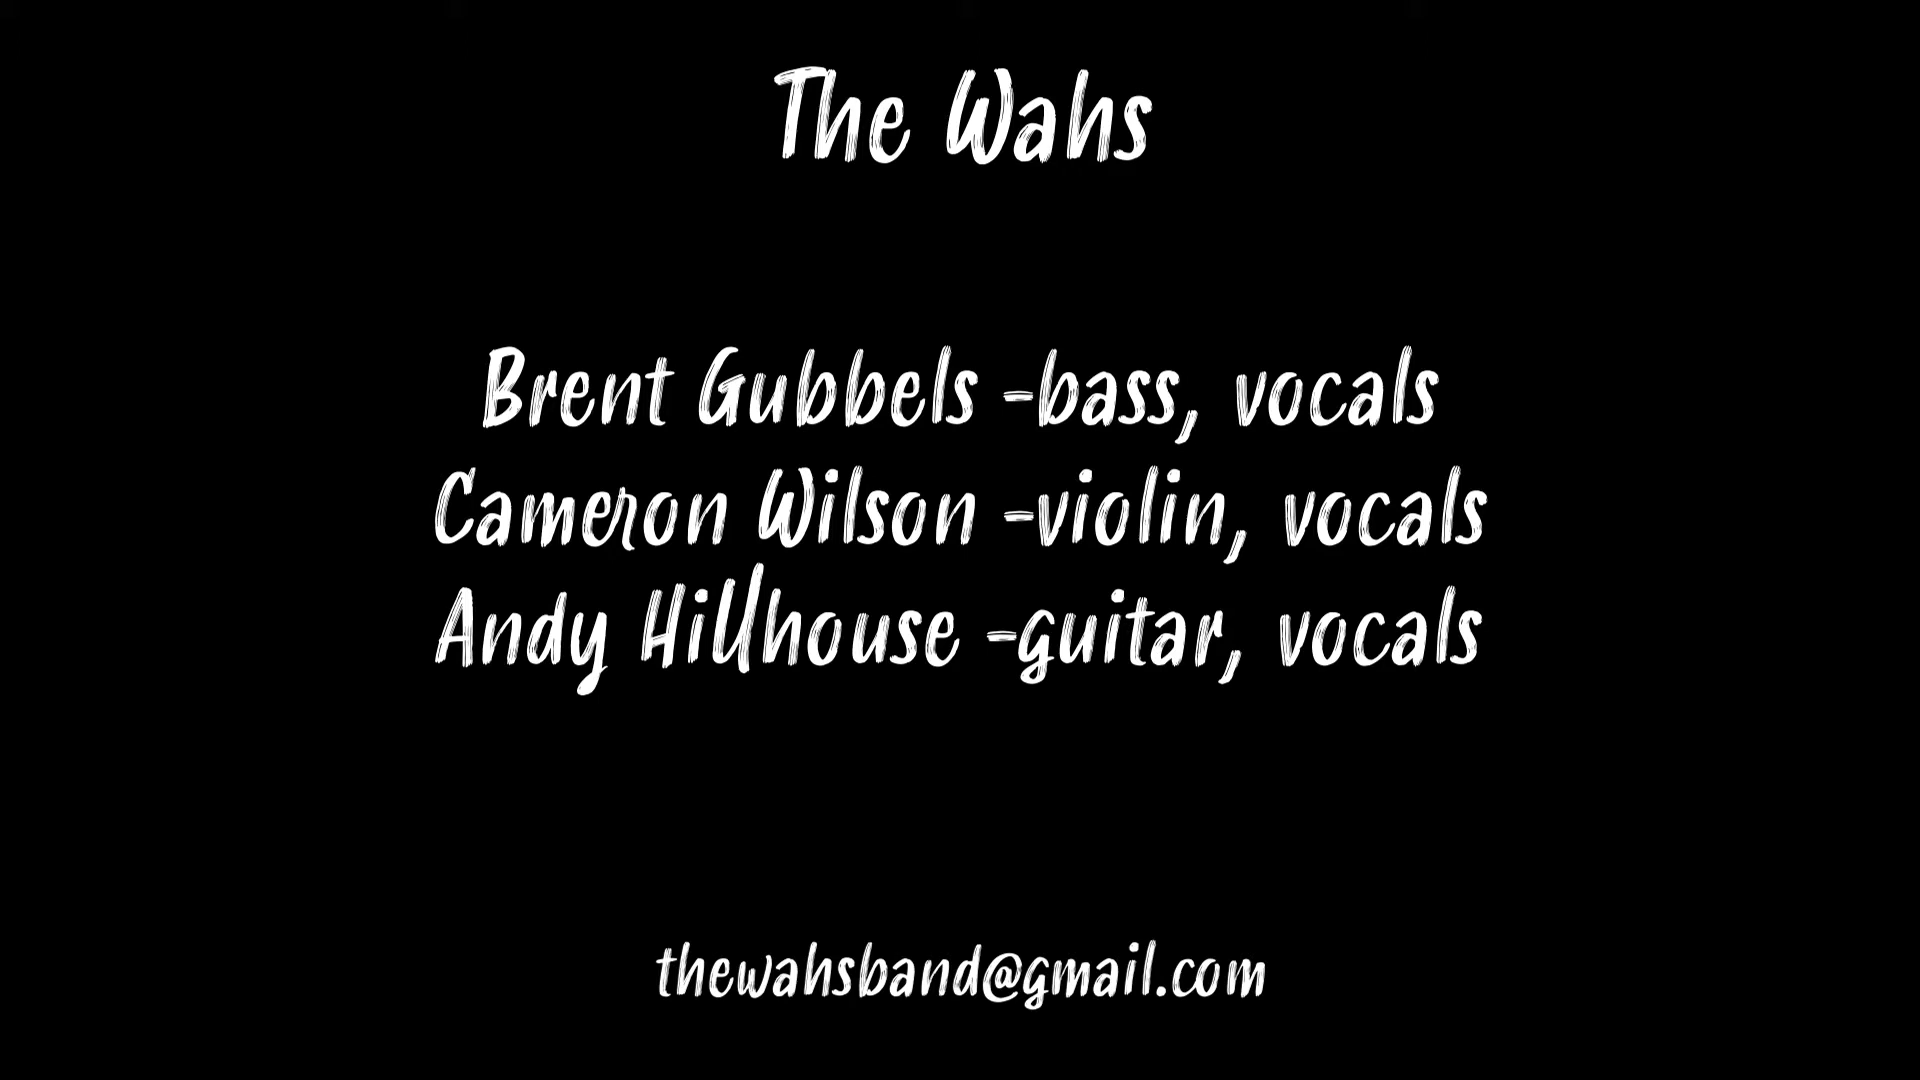 The Wahs
Brent Gubbels -bass, vocals
Cameron Wilson -violin, vocals
Andy Hillhouse -guitar, vocals
thewahsband@gmail.com